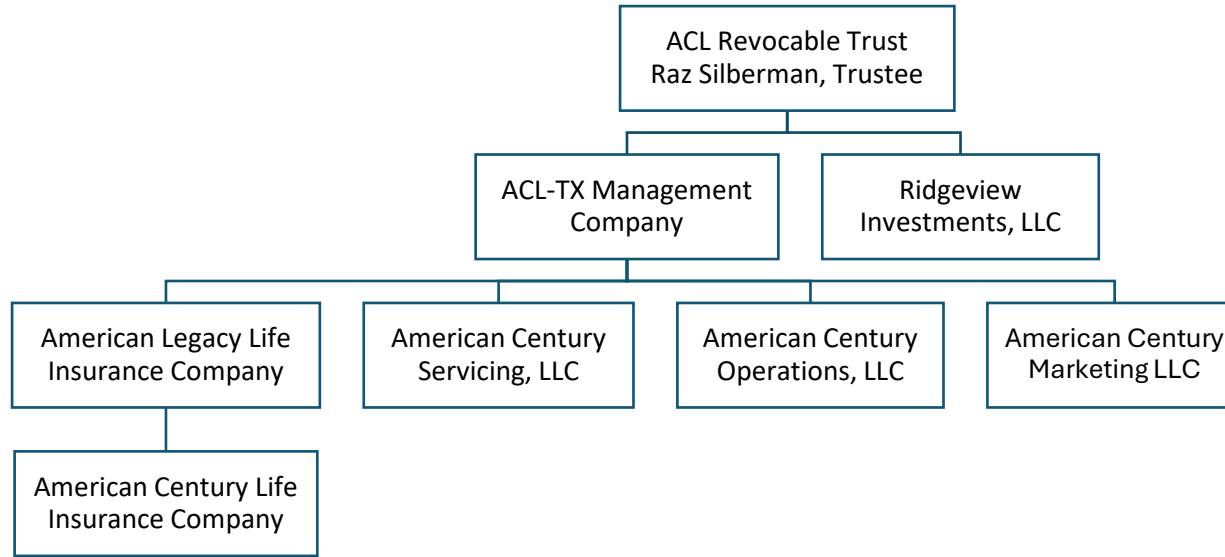 ACL Revocable Trust
Raz Silberman, Trustee
ACL-TX Management
Company
Ridgeview
Investments, LLC
American Legacy Life
Insurance Company
American Century
Servicing, LLC
American Century
Operations, LLC
American Century
Marketing LLC
American Century Life
Insurance Company